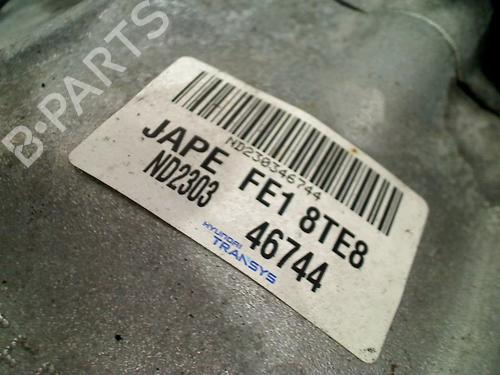 B-PARTS
ND230346744
JAPE FE1 8TE8
ND2303 46744
HYUNDAI
TRANSYS